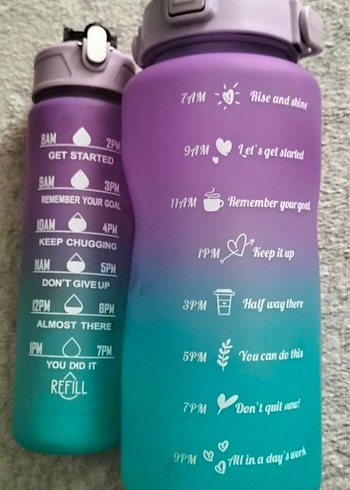 8AM 2PM
GET STARTED
9AM 3PM
REMEMBER YOUR GOAL
10AM 4PM
KEEP CHUGGING
11AM 5PM
DON'T GIVE UP
12PM 6PM
ALMOST THERE
1PM 7PM
YOU DID IT
REFILL
7AM Rise and shine
9AM Let's get started
11AM Remember your goal
1PM Keep it up
3PM Half way there
5PM You can do this
7PM Don't quit now!
9PM All in a day's work